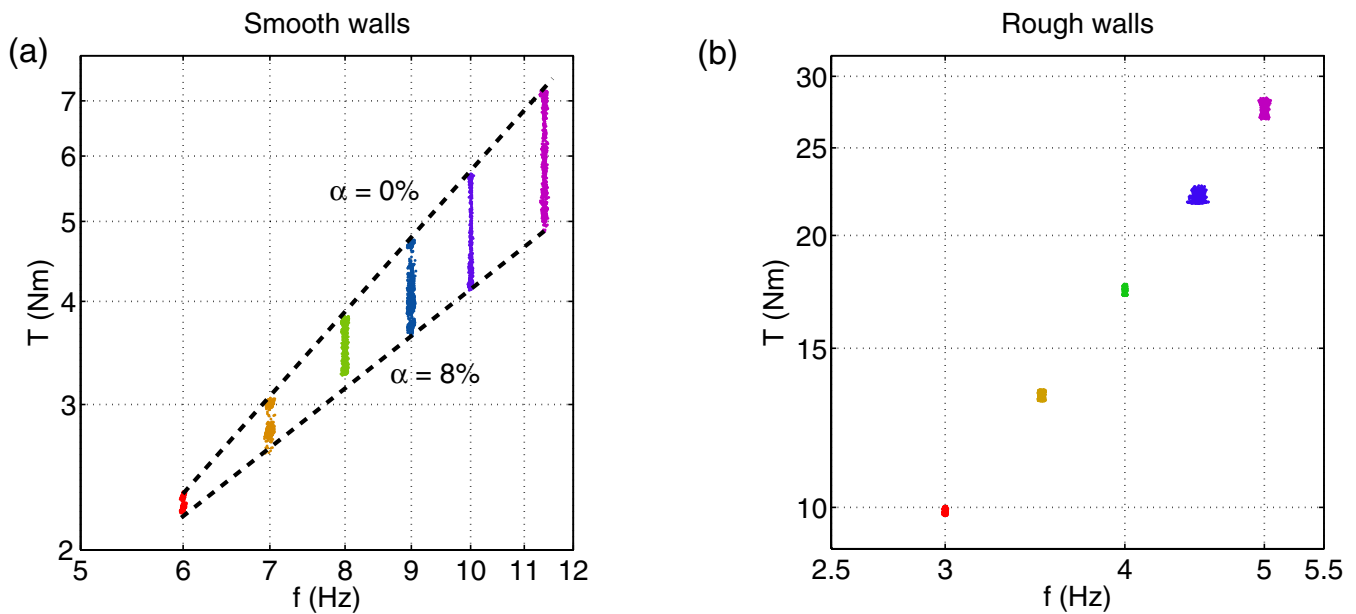 Smooth walls
(a)
7
6
5
4
3
2
T (Nm)
α = 0%
α = 8%
5 6 7 8 9 10 11 12
f (Hz)
Rough walls
(b)
30
25
20
15
10
T (Nm)
2.5 3 4 5 5.5
f (Hz)